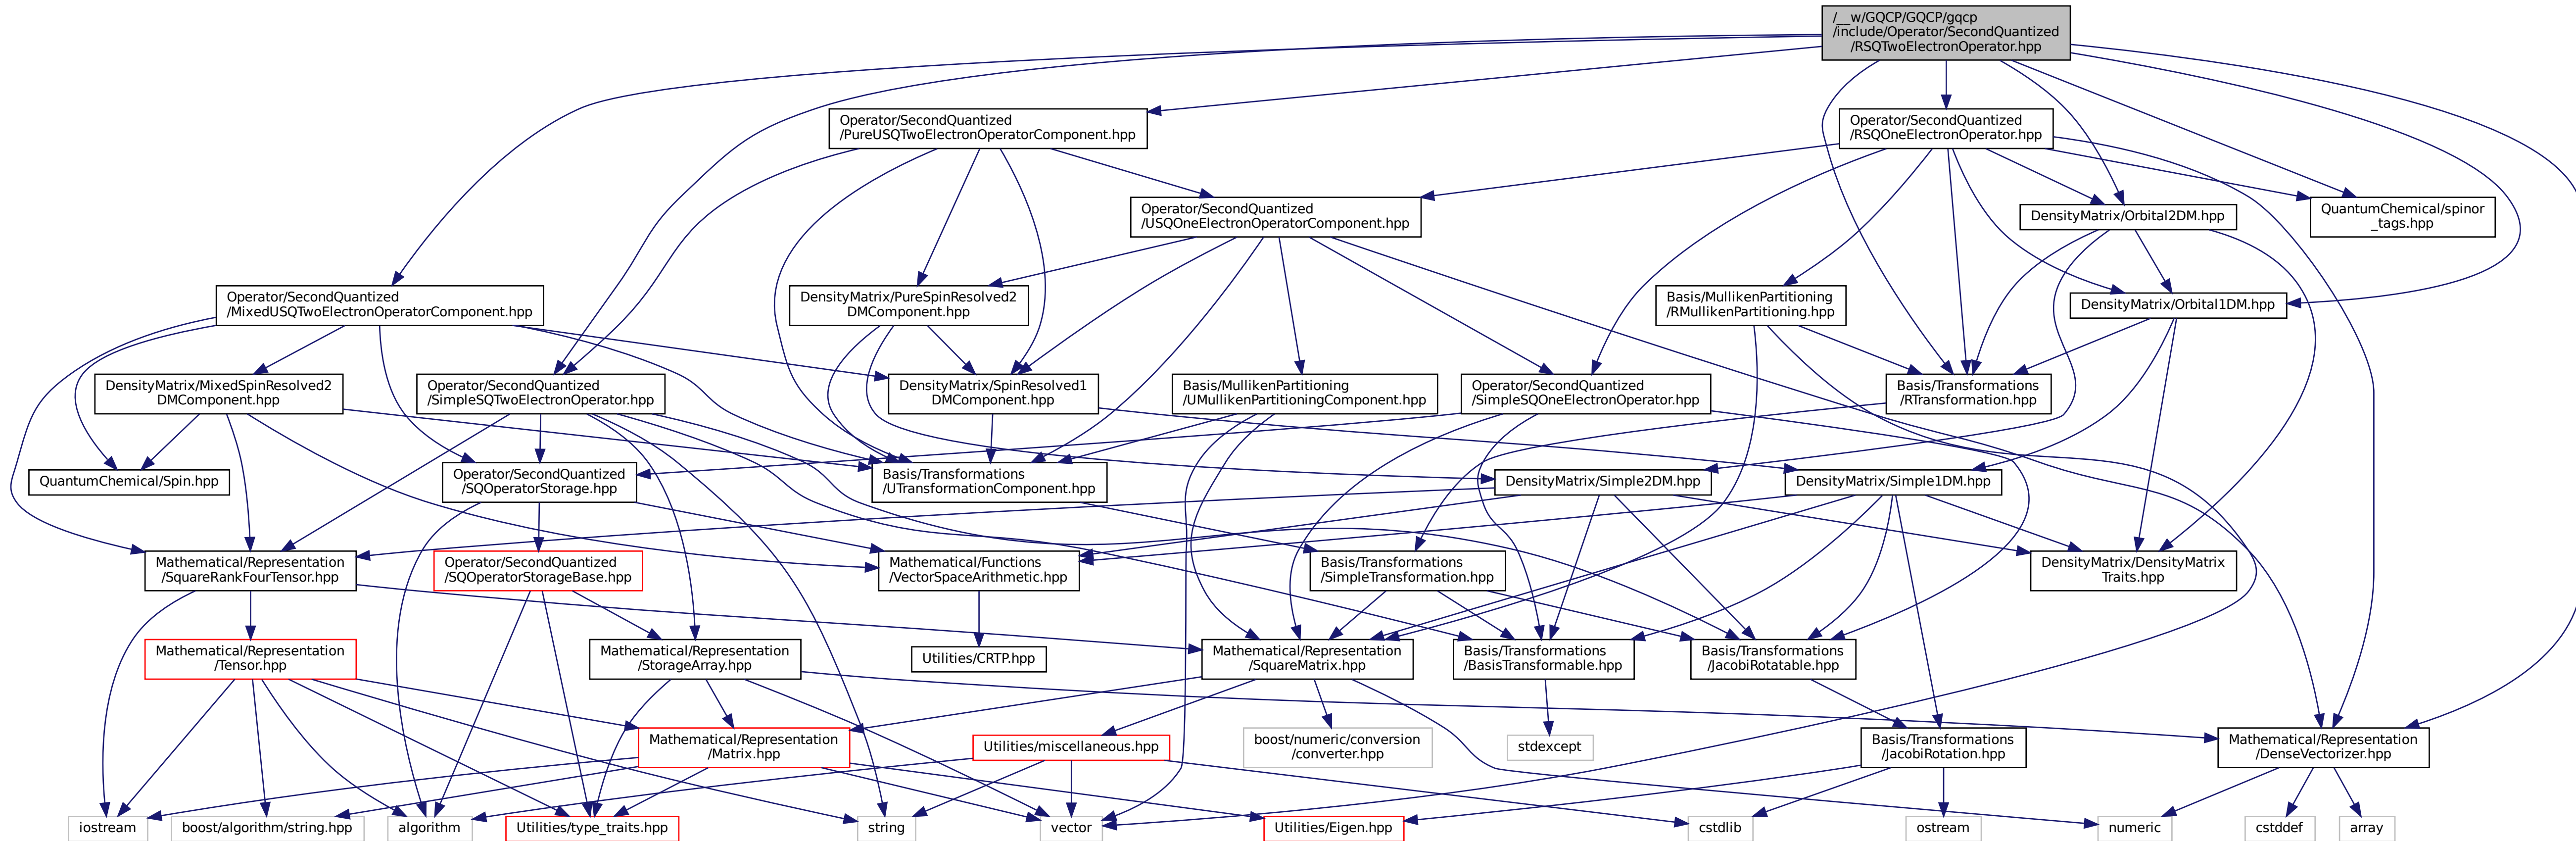 /__w/GQCP/GQCP/gqcp
/include/Operator/SecondQuantized
/RSQTwoElectronOperator.hpp
Operator/SecondQuantized
/PureUSQTwoElectronOperatorComponent.hpp
Operator/SecondQuantized
/RSQOneElectronOperator.hpp
Operator/SecondQuantized
/USQOneElectronOperatorComponent.hpp
DensityMatrix/Orbital2DM.hpp
QuantumChemical/spinor
_tags.hpp
Operator/SecondQuantized
/MixedUSQTwoElectronOperatorComponent.hpp
DensityMatrix/PureSpinResolved2
DMComponent.hpp
Basis/MullikenPartitioning
/RMullikenPartitioning.hpp
DensityMatrix/Orbital1DM.hpp
DensityMatrix/MixedSpinResolved2
DMComponent.hpp
Operator/SecondQuantized
/SimpleSQTwoElectronOperator.hpp
DensityMatrix/SpinResolved1
DMComponent.hpp
Basis/MullikenPartitioning
/UMullikenPartitioningComponent.hpp
Operator/SecondQuantized
/SimpleSQOneElectronOperator.hpp
Basis/Transformations
/RTransformation.hpp
QuantumChemical/Spin.hpp
Operator/SecondQuantized
/SQOperatorStorage.hpp
Basis/Transformations
/UTransformationComponent.hpp
DensityMatrix/Simple2DM.hpp
DensityMatrix/Simple1DM.hpp
Mathematical/Representation
/SquareRankFourTensor.hpp
Operator/SecondQuantized
/SQOperatorStorageBase.hpp
Mathematical/Functions
/VectorSpaceArithmetic.hpp
Basis/Transformations
/SimpleTransformation.hpp
DensityMatrix/DensityMatrix
Traits.hpp
Mathematical/Representation
/Tensor.hpp
Mathematical/Representation
/StorageArray.hpp
Utilities/CRTP.hpp
Mathematical/Representation
/SquareMatrix.hpp
Basis/Transformations
/BasisTransformable.hpp
Basis/Transformations
/JacobiRotatable.hpp
Mathematical/Representation
/Matrix.hpp
Utilities/miscellaneous.hpp
boost/numeric/conversion
/converter.hpp
stdexcept
Basis/Transformations
/JacobiRotation.hpp
Mathematical/Representation
/DenseVectorizer.hpp
iostream
boost/algorithm/string.hpp
algorithm
Utilities/type_traits.hpp
string
vector
Utilities/Eigen.hpp
cstdlib
ostream
numeric
cstddef
array